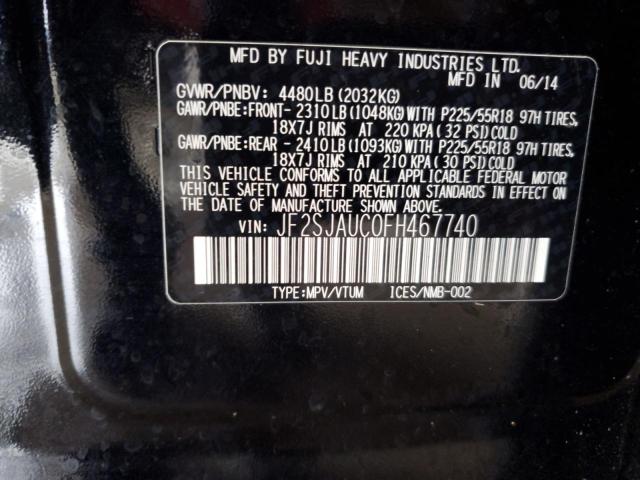 MFD BY FUJI HEAVY INDUSTRIES LTD.
MFD IN 06/14
GVWR/PNBV: 4480LB (2032KG)
GAWR/PNBE:FRONT- 2310LB (1048KG) WITH P225/55R18 97H TIRES,
18X7J RIMS AT 220 KPA (32 PSI) COLD
GAWR/PNBE:REAR - 2410LB (1093KG) WITH P225/55R18 97H TIRES,
18X7J RIMS AT 210 KPA (30 PSI) COLD
THIS VEHICLE CONFORMS TO ALL APPLICABLE FEDERAL MOTOR
VEHICLE SAFETY AND THEFT PREVENTION STANDARDS IN EFFECT ON
THE DATE OF MANUFACTURE SHOWN ABOVE.
VIN: JF2SJAUC0FH467740
TYPE:MPV/VTUM ICES/NMB-002